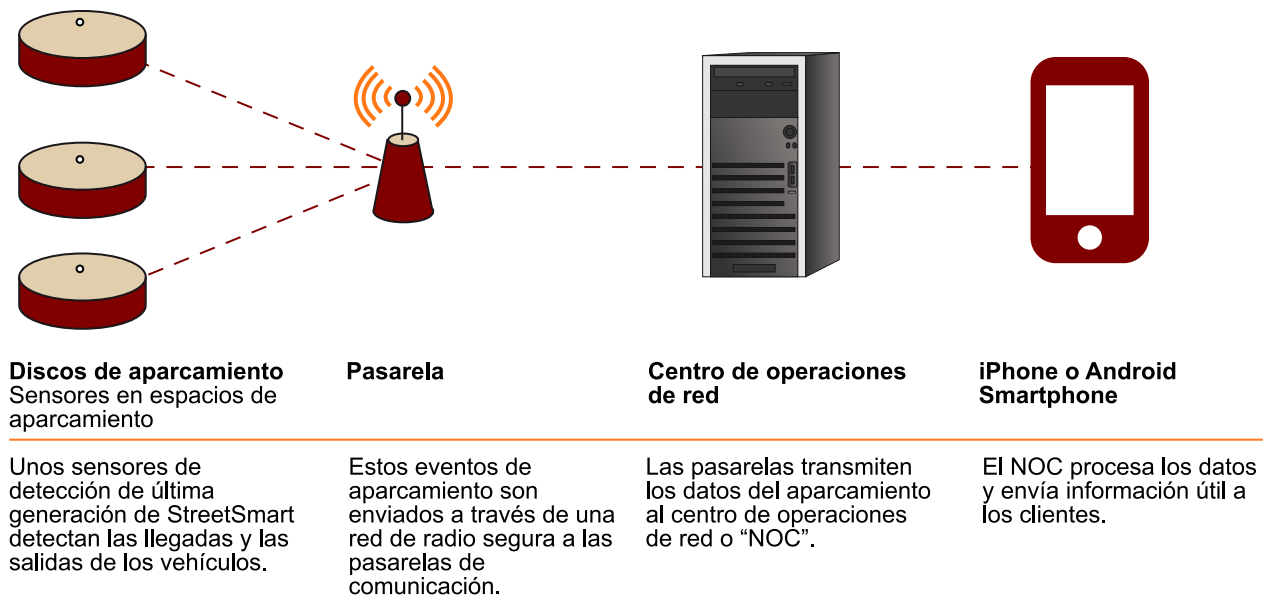 Discos de aparcamiento
Sensores en espacios de
aparcamiento
Pasarela
Centro de operaciones
de red
iPhone o Android
Smartphone
Unos sensores de
detección de última
generación de StreetSmart
detectan las llegadas y las
salidas de los vehículos.
Estos eventos de
aparcamiento son
enviados a través de una
red de radio segura a las
pasarelas de
comunicación.
Las pasarelas transmiten
los datos del aparcamiento
al centro de operaciones
de red o “NOC”.
El NOC procesa los datos
y envía información útil a
los clientes.